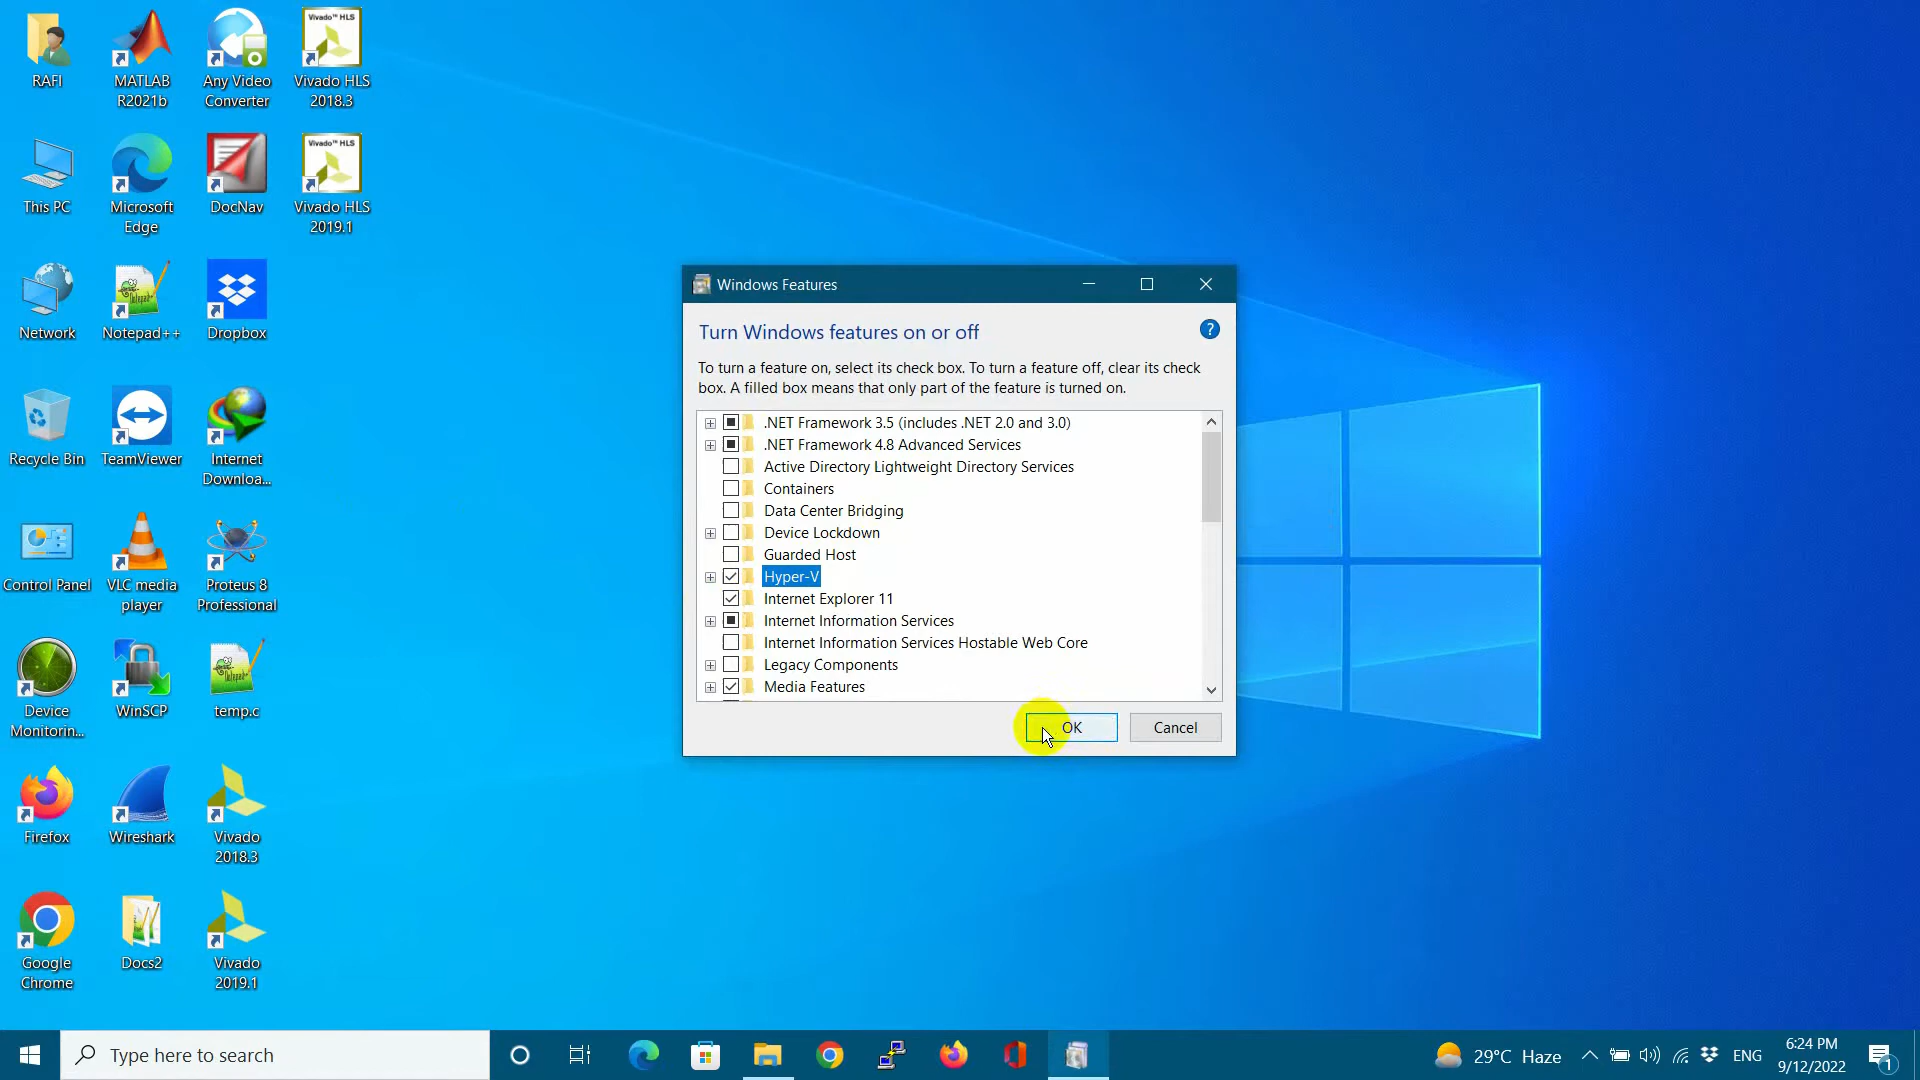 RAFI
MATLAB
R2021b
Any Video
Converter
Vivado™ HLS
Vivado HLS
2018.3
This PC
Microsoft
Edge
DocNav
Vivado™ HLS
Vivado HLS
2019.1
Network
Notepad++
Dropbox
Recycle Bin
TeamViewer
Internet
Downloa...
Control Panel
VLC media
player
Proteus 8
Professional
Device
Monitorin...
WinSCP
temp.c
Firefox
Wireshark
Vivado
2018.3
Google
Chrome
Docs2
Vivado
2019.1
Windows Features
Turn Windows features on or off
?
To turn a feature on, select its check box. To turn a feature off, clear its check
box. A filled box means that only part of the feature is turned on.
.NET Framework 3.5 (includes .NET 2.0 and 3.0)
.NET Framework 4.8 Advanced Services
Active Directory Lightweight Directory Services
Containers
Data Center Bridging
Device Lockdown
Guarded Host
Hyper-V
Internet Explorer 11
Internet Information Services
Internet Information Services Hostable Web Core
Legacy Components
Media Features
OK
Cancel
Type here to search
29°C Haze
ENG
6:24 PM
9/12/2022
1